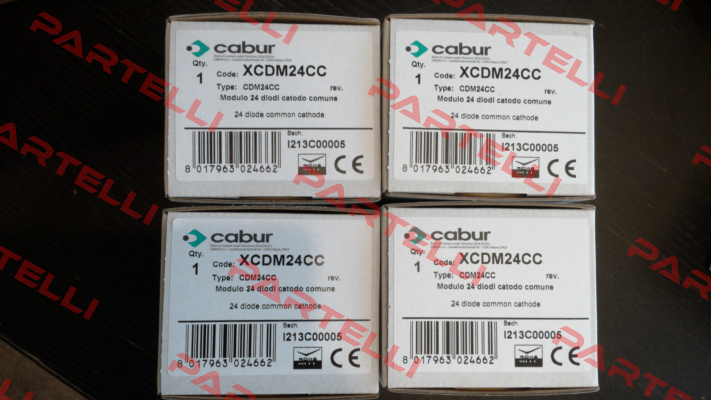 cabur
Qty.
1
Code: XCDM24CC
Type: CDM24CC rev.
Modulo 24 diodi catodo comune
24 diode common cathode
Bach.
I213C00005
8 017963 024662
CE
cabur
Qty.
1
Code: XCDM24CC
Type: CDM24CC rev.
Modulo 24 diodi catodo comune
24 diode common cathode
Bach.
I213C00005
8 017963 024662
CE
cabur
Qty.
1
Code: XCDM24CC
Type: CDM24CC rev.
Modulo 24 diodi catodo comune
24 diode common cathode
Bach.
I213C00005
8 017963 024662
CE
cabur
Qty.
1
Code: XCDM24CC
Type: CDM24CC rev.
Modulo 24 diodi catodo comune
24 diode common cathode
Bach.
I213C00005
8 017963 024662
CE
PARTELLI
PARTELLI
PARTELLI
PARTELLI
PARTELLI